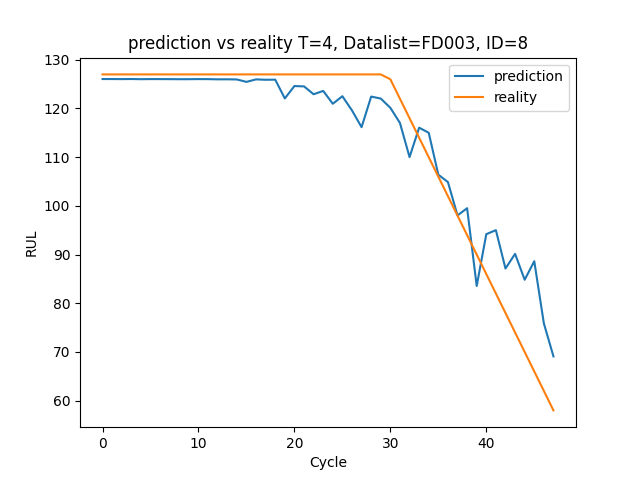 prediction vs reality T=4, Datalist=FD003, ID=8
prediction
reality
130
120
110
100
90
80
70
60
RUL
0 10 20 30 40
Cycle